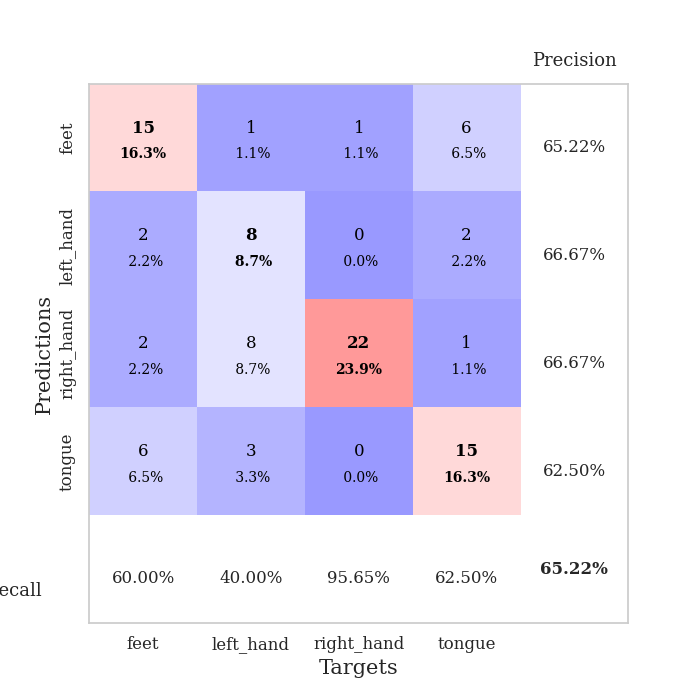 Precision
feet
15 1 1 6
16.3% 1.1% 1.1% 6.5%
65.22%
left_hand
2 8 0 2
2.2% 8.7% 0.0% 2.2%
66.67%
Predictions
right_hand
2 8 22 1
2.2% 8.7% 23.9% 1.1%
66.67%
tongue
6 3 0 15
6.5% 3.3% 0.0% 16.3%
62.50%
ecall
60.00% 40.00% 95.65% 62.50% 65.22%
feet left_hand right_hand tongue
Targets